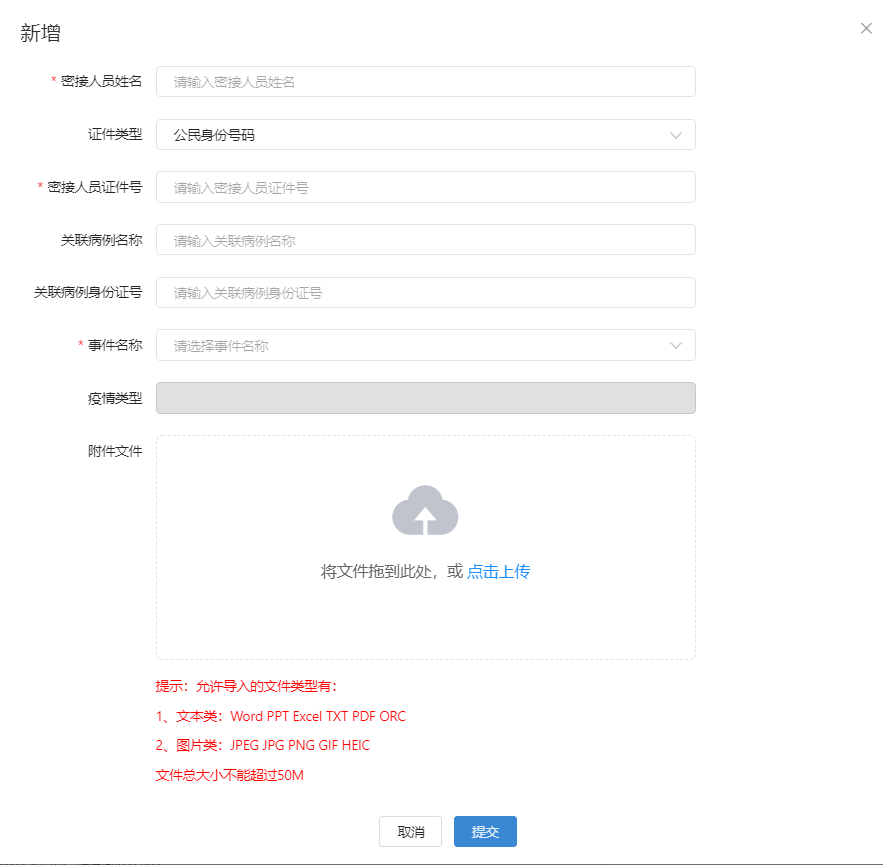 新增
* 密接人员姓名 请输入密接人员姓名
证件类型 公民身份号码
* 密接人员证件号 请输入密接人员证件号
关联病例名称 请输入关联病例名称
关联病例身份证号 请输入关联病例身份证号
* 事件名称 请选择事件名称
疫情类型
附件文件
将文件拖到此处，或 点击上传
提示：允许导入的文件类型有：
1、文本类：Word PPT Excel TXT PDF ORC
2、图片类：JPEG JPG PNG GIF HEIC
文件总大小不能超过50M
取消 提交